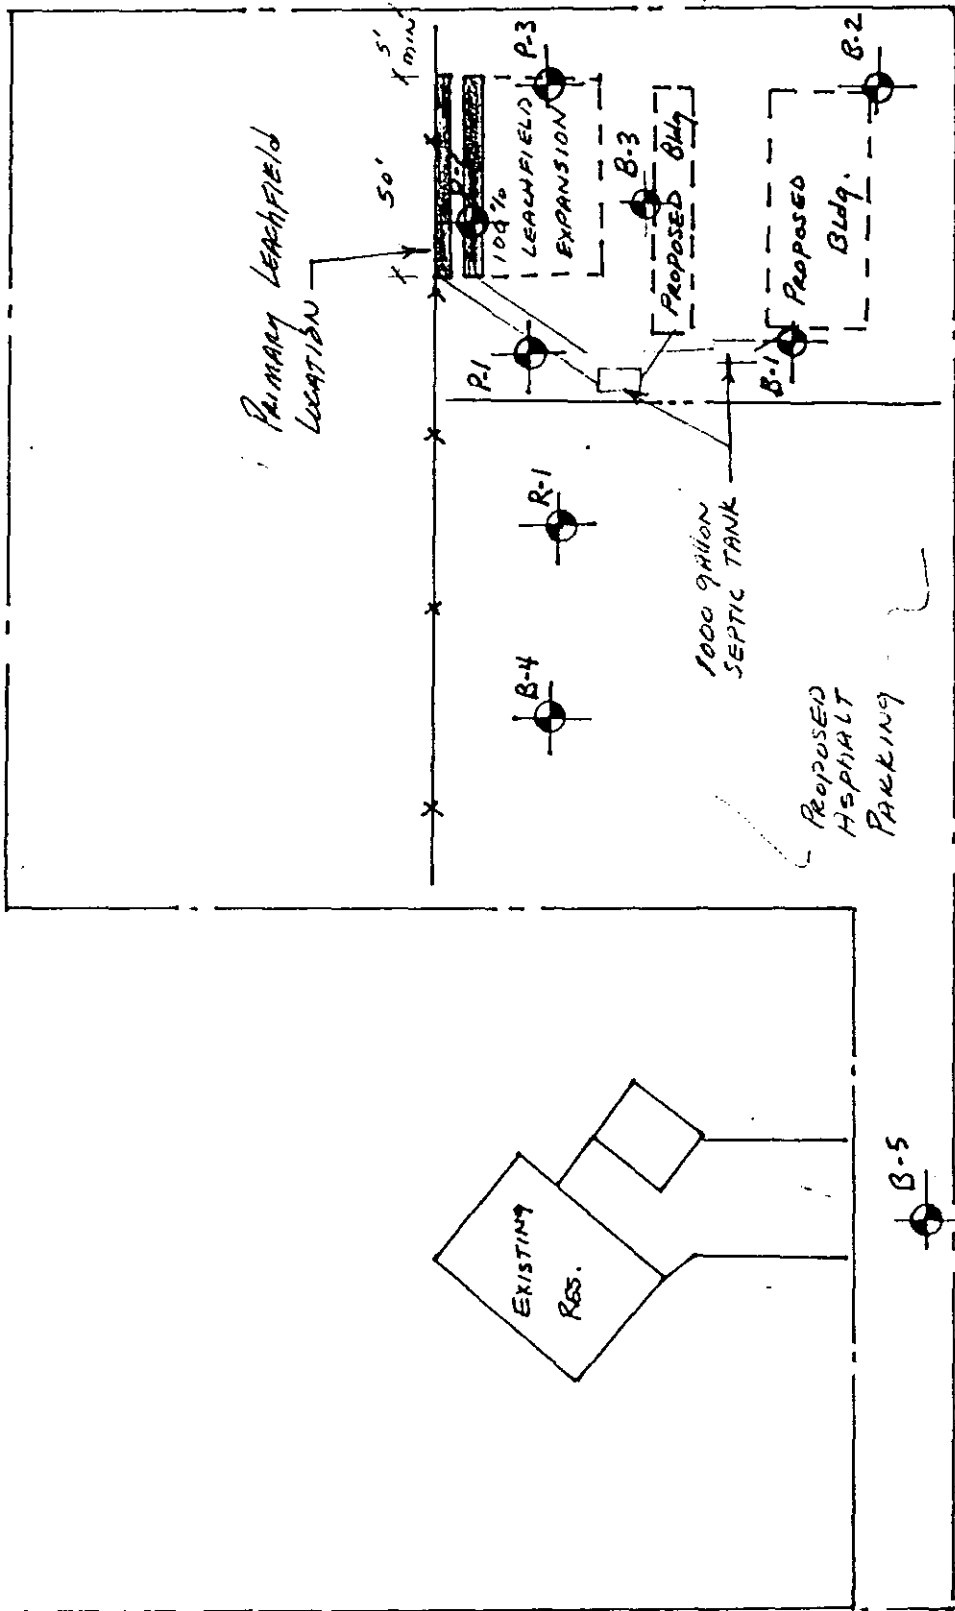 PRIMARY LEACHFIELD
LOCATION
50'
5'
MIN
P-2
100%
LEACHFIELD
EXPANSION
P-3
P-1
B-3
PROPOSED Bldg
PROPOSED
Bldg.
B-2
B-1
R-1
B-4
1000 gallon
SEPTIC TANK
PROPOSED
ASPHALT
PARKING
EXISTING
RES.
B-5